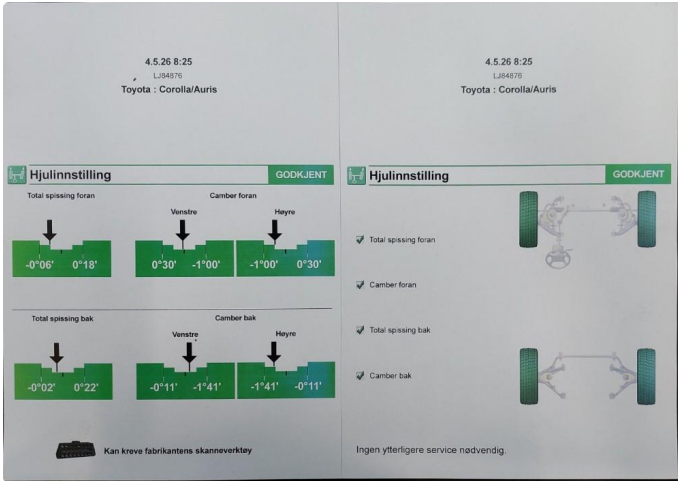 4.5.26 8:25
LJ84876
Toyota : Corolla/Auris
Hjulinnstilling GODKJENT
Total spissing foran Camber foran
Venstre Høyre
-0°06' 0°18' 0°30' -1°00' -1°00' 0°30'
Total spissing bak Camber bak
Venstre Høyre
-0°02' 0°22' -0°11' -1°41' -1°41' -0°11'
Kan kreve fabrikantens skanneverktøy
4.5.26 8:25
LJ84876
Toyota : Corolla/Auris
Hjulinnstilling GODKJENT
Total spissing foran
Camber foran
Total spissing bak
Camber bak
Ingen ytterligere service nødvendig.